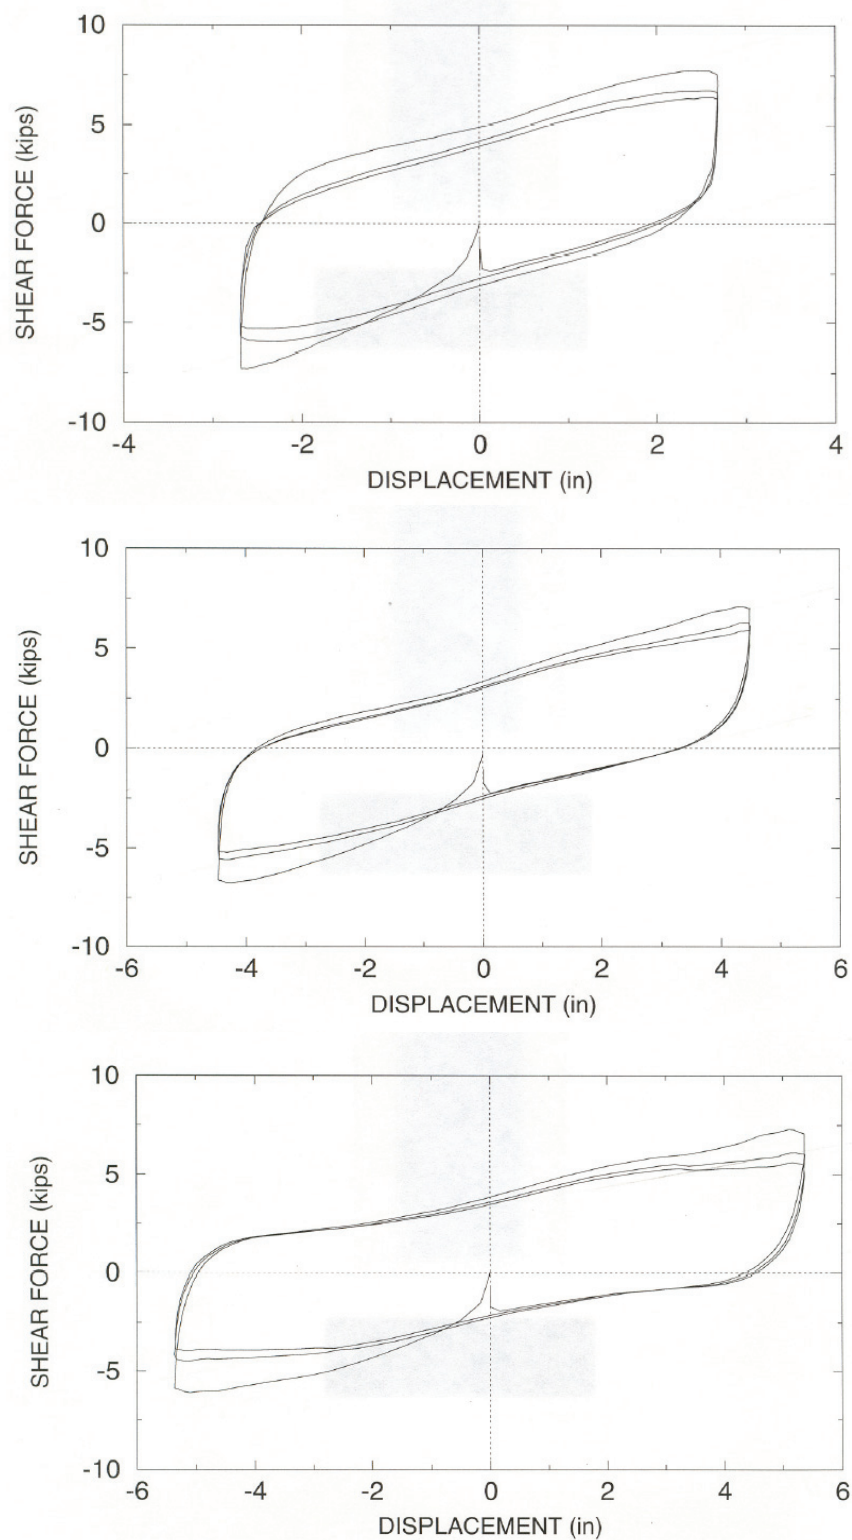 10
5
0
-5
-10
SHEAR FORCE (kips)
-4 -2 0 2 4
DISPLACEMENT (in)
10
5
0
-5
-10
SHEAR FORCE (kips)
-6 -4 -2 0 2 4 6
DISPLACEMENT (in)
10
5
0
-5
-10
SHEAR FORCE (kips)
-6 -4 -2 0 2 4 6
DISPLACEMENT (in)